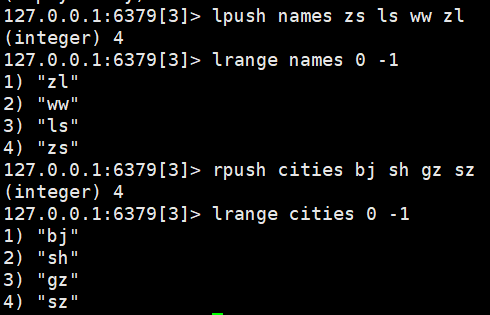 127.0.0.1:6379[3]> lpush names zs ls ww zl
(integer) 4
127.0.0.1:6379[3]> lrange names 0 -1
1) "zl"
2) "ww"
3) "ls"
4) "zs"
127.0.0.1:6379[3]> rpush cities bj sh gz sz
(integer) 4
127.0.0.1:6379[3]> lrange cities 0 -1
1) "bj"
2) "sh"
3) "gz"
4) "sz"